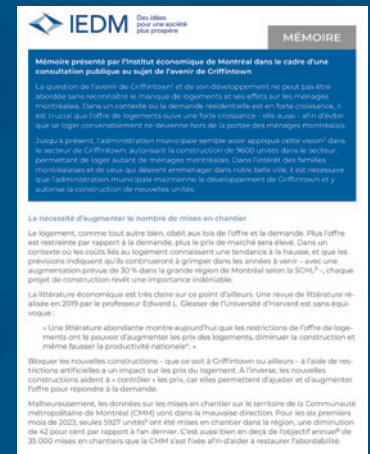 IEDM
Des idées
pour une société
plus prospère
MÉMOIRE
Mémoire présenté par l'Institut économique de Montréal dans le cadre d'une
consultation publique au sujet de l'avenir de Griffintown
La question de l'avenir de Griffintown¹ et de son développement ne peut pas être
abordée sans reconnaître le manque de logements et ses effets sur les ménages
montréalais. Dans un contexte où la demande résidentielle est en forte croissance, il
est crucial que l'offre de logements suive une forte croissance – elle aussi – afin d'éviter
que se loger convenablement ne devienne hors de la portée des ménages montréalais.
Jusqu'à présent, l'administration municipale semble avoir appliqué cette vision² dans
le secteur de Griffintown, autorisant la construction de 9600 unités dans le secteur,
permettant de loger autant de ménages montréalais. Dans l'intérêt des familles
montréalaises et de ceux qui désirent emménager dans notre belle ville, il est nécessaire
que l'administration municipale maintienne le développement de Griffintown et y
autorise la construction de nouvelles unités.
La nécessité d'augmenter le nombre de mises en chantier
Le logement, comme tout autre bien, obéit aux lois de l'offre et la demande. Plus l'offre
est restreinte par rapport à la demande, plus le prix de marché sera élevé. Dans un
contexte où les coûts liés au logement connaissent une tendance à la hausse, et que les
prévisions indiquent qu'ils continueront à grimper dans les années à venir – avec une
augmentation prévue de 30 % dans la grande région de Montréal selon la SCHL³ –, chaque
projet de construction revêt une importance indéniable.
La littérature économique est très claire sur ce point d'ailleurs. Une revue de littérature ré-
alisée en 2019 par le professeur Edward L. Gleaser de l'Université d'Harvard est sans équi-
voque :
« Une littérature abondante montre aujourd'hui que les restrictions de l'offre de loge-
ments ont le pouvoir d'augmenter les prix des logements, diminuer la construction et
même fausser la productivité nationale⁴. »
Bloquer les nouvelles constructions – que ce soit à Griffintown ou ailleurs – à l'aide de res-
trictions artificielles a un impact sur les prix du logement. À l'inverse, les nouvelles
constructions aident à « contrôler » les prix, car elles permettent d'ajuster et d'augmenter
l'offre pour répondre à la demande.
Malheureusement, les données sur les mises en chantier sur le territoire de la Communauté
métropolitaine de Montréal (CMM) vont dans la mauvaise direction. Pour les six premiers
mois de 2023, seules 5927 unités⁵ ont été mises en chantier dans la région, une diminution
de 42 pour cent par rapport à l'an dernier. C'est aussi bien en deçà de l'objectif annuel⁶ de
35 000 mises en chantiers que la CMM s'est fixée afin d'aider à restaurer l'abordabilité.